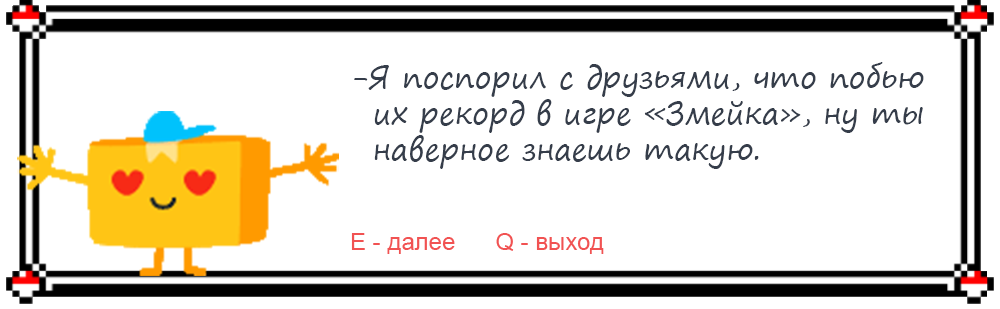 -Я поспорил с друзьями, что побью
их рекорд в игре «Змейка», ну ты
наверное знаешь такую.
E - далее Q - выход